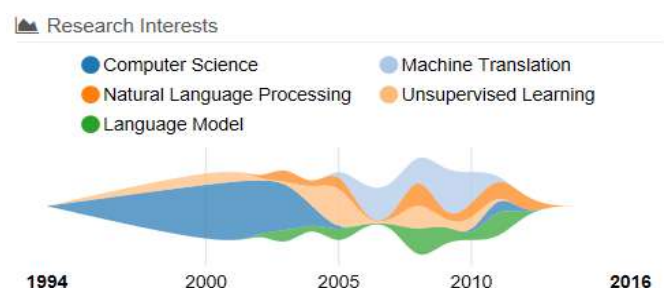 Research Interests
Computer Science Machine Translation
Natural Language Processing Unsupervised Learning
Language Model
1994 2000 2005 2010 2016